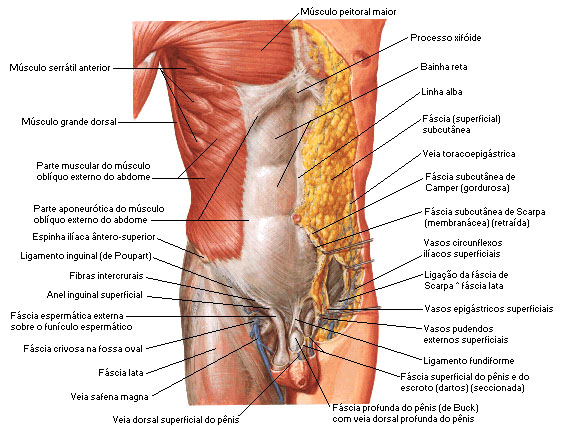 Músculo peitoral maior
Processo xifóide
Músculo serrátil anterior
Bainha reta
Linha alba
Músculo grande dorsal
Fáscia (superficial)
subcutânea
Veia toracoepigástrica
Parte muscular do músculo
oblíquo externo do abdome
Fáscia subcutânea de
Camper (gordurosa)
Parte aponeurótica do músculo
oblíquo externo do abdome
Fáscia subcutânea de Scarpa
(membranácea) (retraída)
Espinha ilíaca ântero-superior
Vasos circunflexos
ilíacos superficiais
Ligamento inguinal (de Poupart)
Fibras intercrurais
Ligação da fáscia de
Scarpa ^ fáscia lata
Anel inguinal superficial
Vasos epigástricos superficiais
Fáscia espermática externa
sobre o funículo espermático
Vasos pudendos
externos superficiais
Fáscia crivosa na fossa oval
Ligamento fundiforme
Fáscia lata
Fáscia superficial do pênis e do
escroto (dartos) (seccionada)
Veia safena magna
Fáscia profunda do pênis (de Buck)
com veia dorsal profunda do pênis
Veia dorsal superficial do pênis